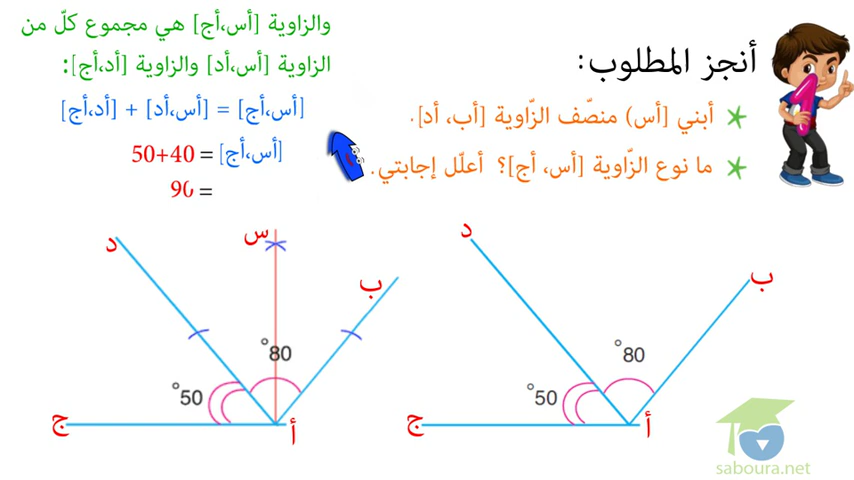 أنجز المطلوب:
أبني [أس) منصّف الزّاوية [أب، أد].
ما نوع الزّاوية [أس، أج]؟ أعلّل إجابتي.
والزاوية [أس،أج] هي مجموع كلّ من
الزاوية [أس،أد] والزاوية [أد،أج]:
[أس،أج] = [أس،أد] + [أد،أج]
[أس،أج] = 50+40
= 90
د
ب
°80
°50
ج
أ
س
د
ب
°80
°50
ج
أ
saboura.net